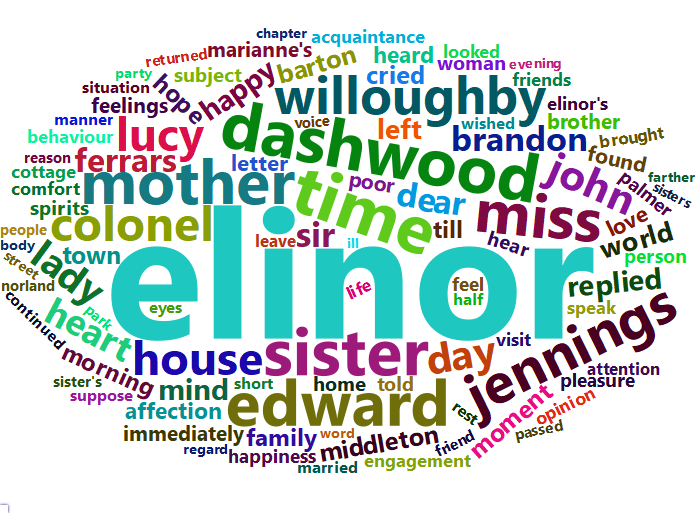 chapter
acquaintance
returned
marianne's
heard
looked
party
subject
barton
cried
woman
evening
situation
hope
happy
willoughby
friends
feelings
elinor's
manner
lucy
voice
left
wished
brother
behaviour
dashwood
brandon
brought
reason
ferrars
letter
found
cottage
mother
time
poor
dear
john
palmer
farther
comfort
miss
sisters
spirits
love
people
colonel
leave
sir
till
hear
world
body
town
ill
person
street
lady
elinor
feel
replied
norland
eyes
life
half
speak
park
continued
heart
jennings
morning
house
sister
day
visit
attention
sister's
mind
short
home
told
pleasure
suppose
affection
edward
rest
moment
opinion
immediately
family
word
middleton
friend
passed
regard
happiness
married
engagement